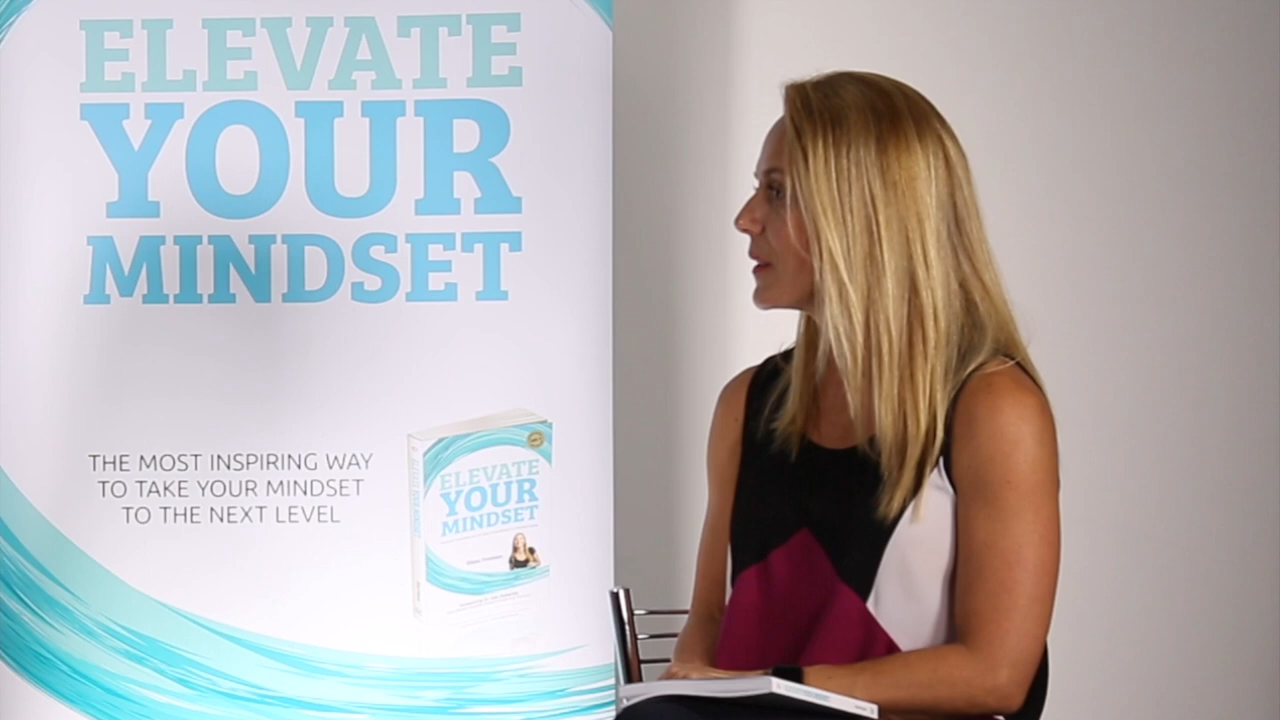 ELEVATE
YOUR
MINDSET
THE MOST INSPIRING WAY
TO TAKE YOUR MINDSET
TO THE NEXT LEVEL
ELEVATE
YOUR
MINDSET